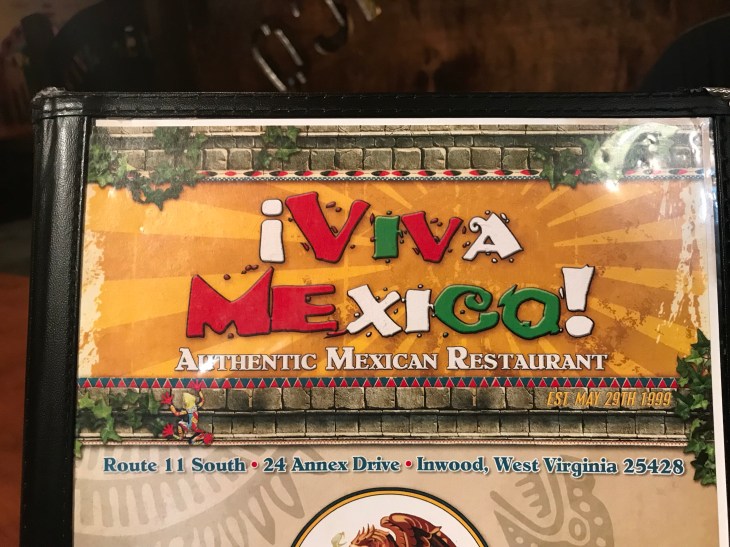 ¡VIVA
MEXICO!
AUTHENTIC MEXICAN RESTAURANT
EST. MAY 29TH 1999
Route 11 South • 24 Annex Drive • Inwood, West Virginia 25428